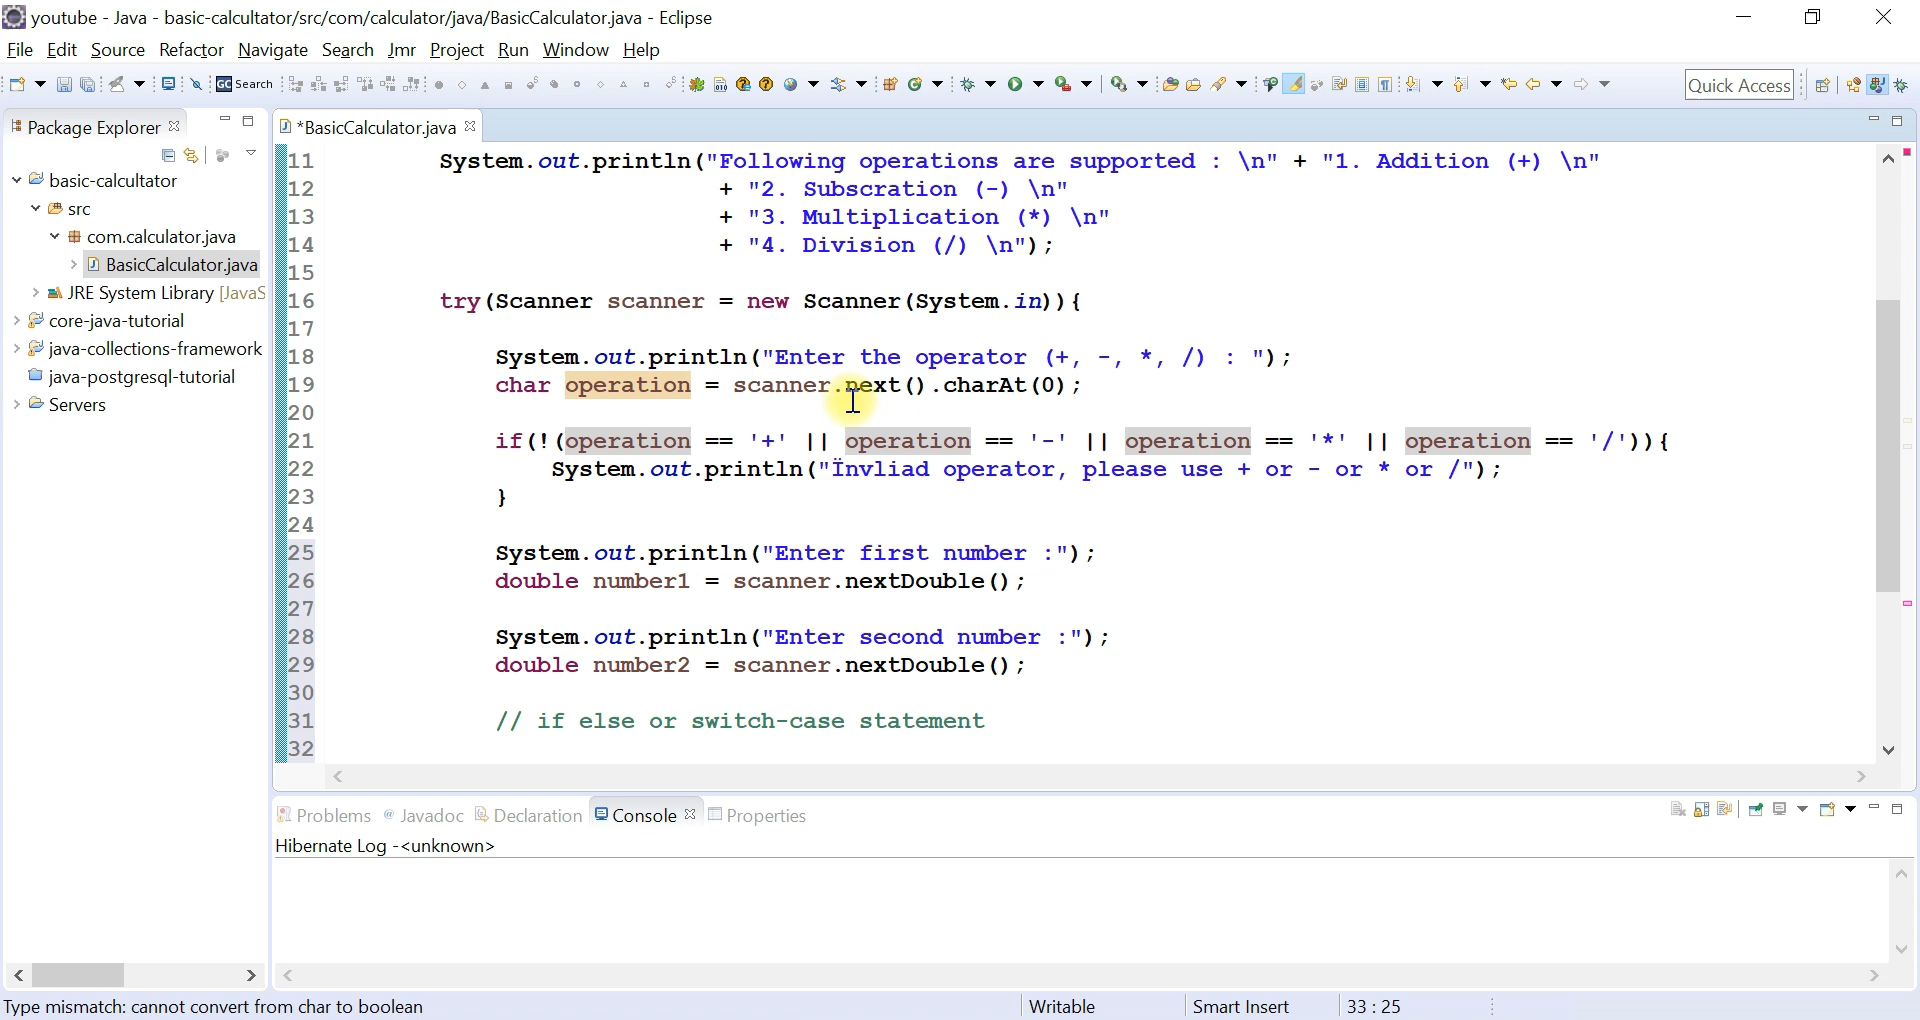 youtube - Java - basic-calcultator/src/com/calculator/java/BasicCalculator.java - Eclipse
File Edit Source Refactor Navigate Search Jmr Project Run Window Help
GC Search
Quick Access
Package Explorer
*BasicCalculator.java
basic-calcultator
src
com.calculator.java
BasicCalculator.java
JRE System Library [JavaS
core-java-tutorial
java-collections-framework
java-postgresql-tutorial
Servers
11 System.out.println("Following operations are supported : \n" + "1. Addition (+) \n"
12 + "2. Subscration (-) \n"
13 + "3. Multiplication (*) \n"
14 + "4. Division (/) \n");
15
16 try(Scanner scanner = new Scanner(System.in)){
17
18 System.out.println("Enter the operator (+, -, *, /) : ");
19 char operation = scanner.next().charAt(0);
20
21 if(!(operation == '+' || operation == '-' || operation == '*' || operation == '/')){
22 System.out.println("Ïnvliad operator, please use + or - or * or /");
23 }
24
25 System.out.println("Enter first number :");
26 double number1 = scanner.nextDouble();
27
28 System.out.println("Enter second number :");
29 double number2 = scanner.nextDouble();
30
31 // if else or switch-case statement
32
Problems @ Javadoc Declaration Console Properties
Hibernate Log -<unknown>
Type mismatch: cannot convert from char to boolean
Writable
Smart Insert
33 : 25